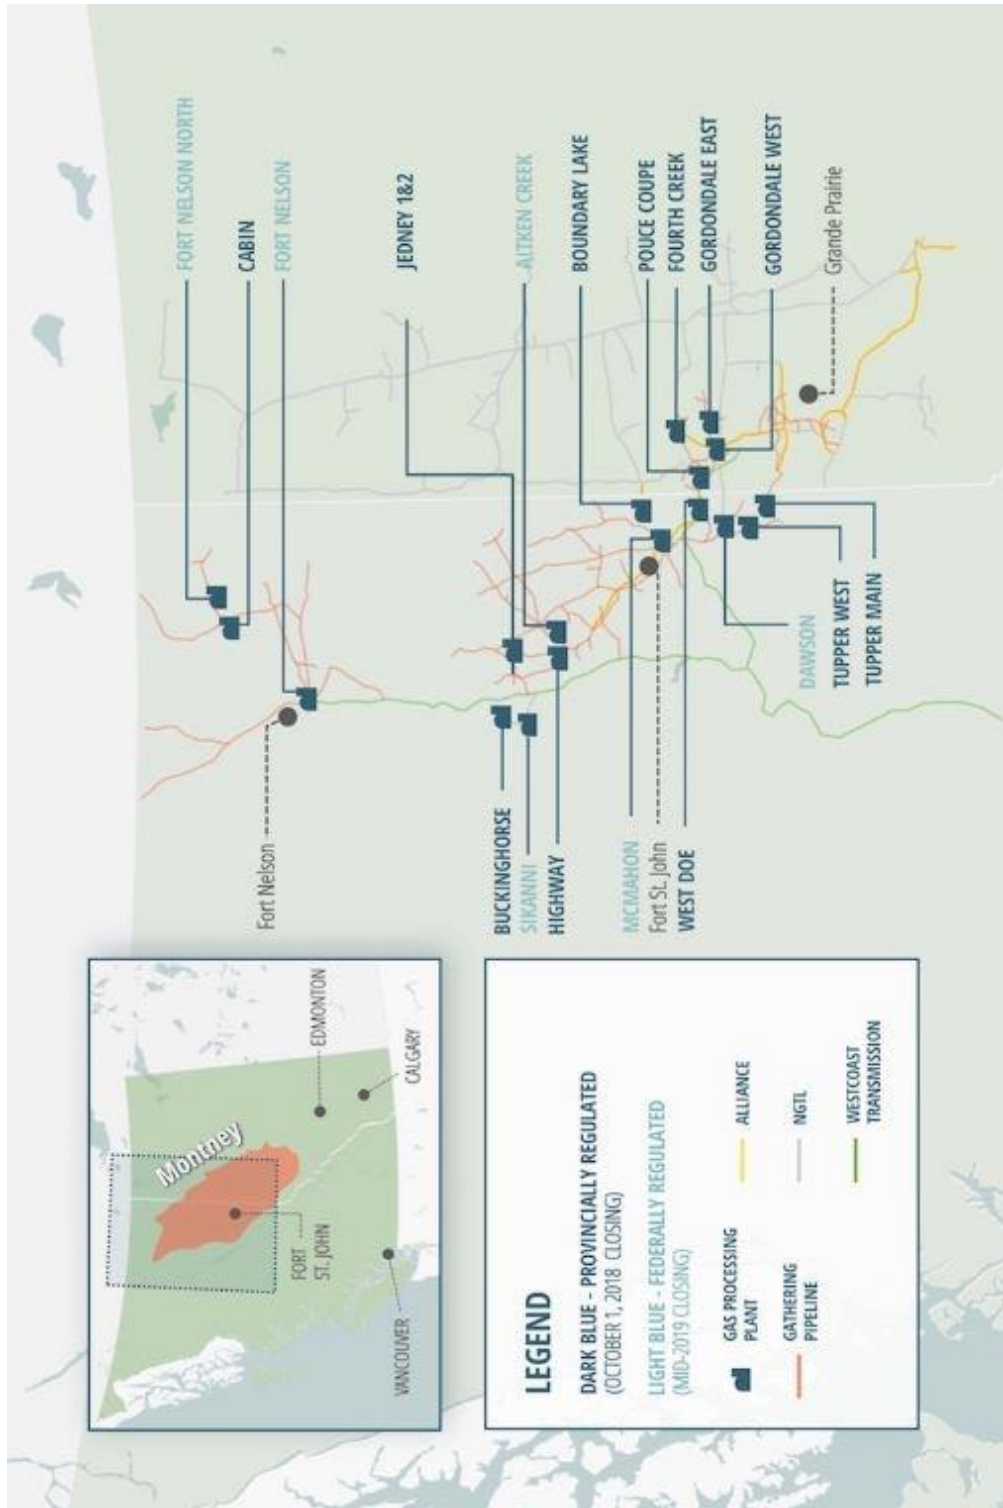 FORT NELSON NORTH
CABIN
FORT NELSON
JEDNEY 1&2
AITKEN CREEK
BOUNDARY LAKE
POUCE COUPE
FOURTH CREEK
GORDONDALE EAST
GORDONDALE WEST
Grande Prairie
Fort Nelson
BUCKINGHORSE
SIKANNI
HIGHWAY
MCMAHON
Fort St. John
WEST DOE
DAWSON
TUPPER WEST
TUPPER MAIN
Montney
FORT
ST. JOHN
EDMONTON
CALGARY
VANCOUVER
LEGEND
DARK BLUE - PROVINCIALLY REGULATED
(OCTOBER 1, 2018 CLOSING)
LIGHT BLUE - FEDERALLY REGULATED
(MID-2019 CLOSING)
GAS PROCESSING
PLANT
GATHERING
PIPELINE
ALLIANCE
NGTL
WESTCOAST
TRANSMISSION